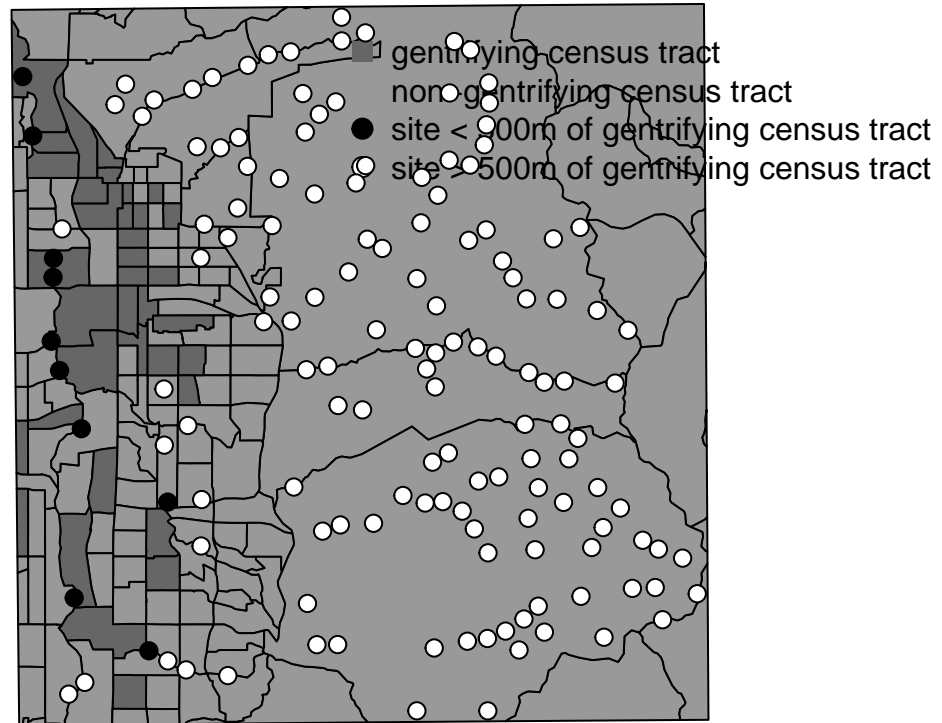 gentrifying census tract
non-gentrifying census tract
site < 500m of gentrifying census tract
site > 500m of gentrifying census tract